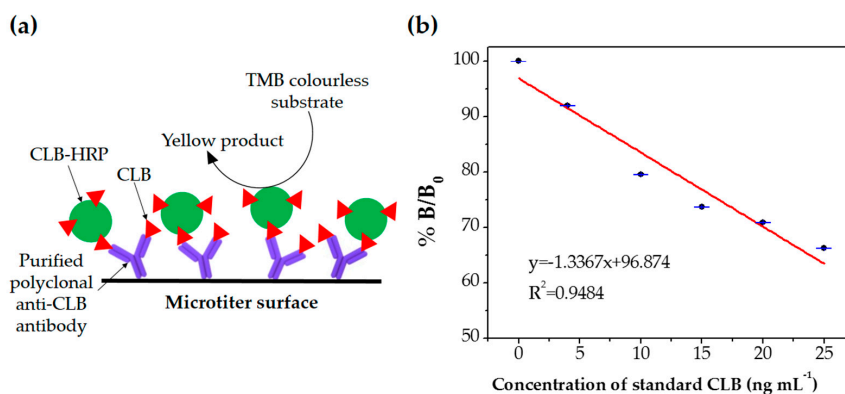 (a)
TMB colourless
substrate
Yellow product
CLB-HRP
CLB
Purified
polyclonal
anti-CLB
antibody
Microtiter surface
(b)
% B/B₀
100
90
80
70
60
50
y=-1.3367x+96.874
R²=0.9484
0 5 10 15 20 25
Concentration of standard CLB (ng mL⁻¹)